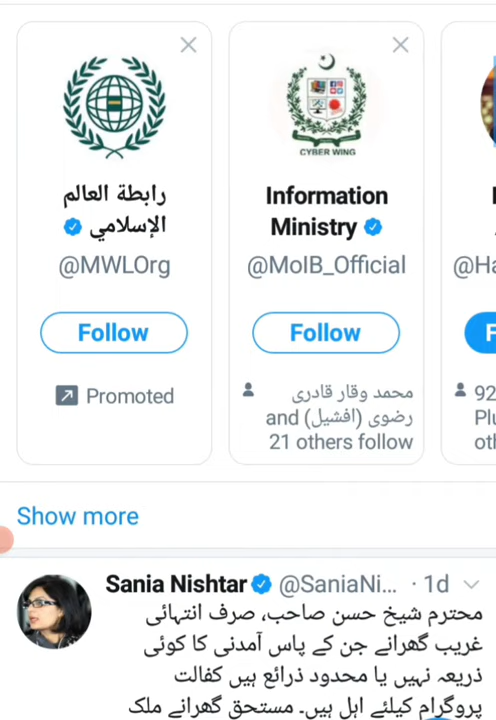 رابطة العالم
الإسلامي
@MWLOrg
Follow
Promoted
CYBER WING
Information
Ministry
@MoIB_Official
Follow
محمد وقار قادری
رضوی (افشیل) and
21 others follow
@Ha
F
92
Plu
oth
Show more
Sania Nishtar @SaniaNi... · 1d
محترم شیخ حسن صاحب، صرف انتہائی
غریب گھرانے جن کے پاس آمدنی کا کوئی
ذریعہ نہیں یا محدود ذرائع ہیں کفالت
پروگرام کیلئے اہل ہیں۔ مستحق گھرانے ملک